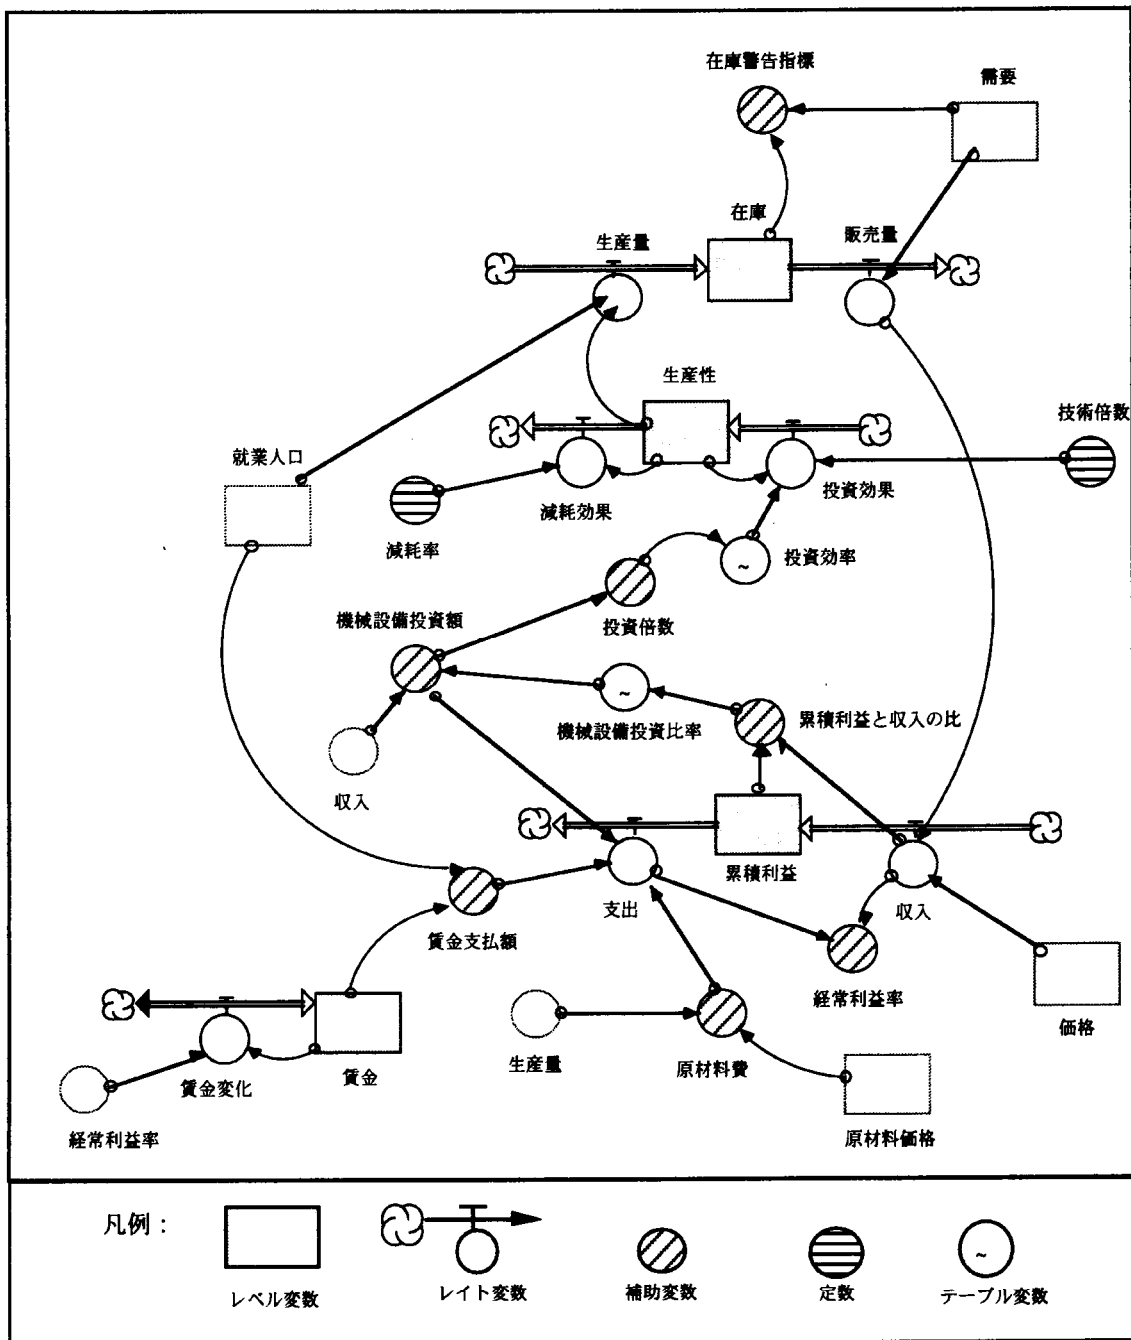 在庫警告指標
需要
在庫
生産量
販売量
生産性
技術倍数
就業人口
減耗効果
投資効果
減耗率
投資効率
機械設備投資額
投資倍数
累積利益と収入の比
機械設備投資比率
収入
累積利益
支出
収入
賃金支払額
経常利益率
価格
生産量
原材料費
賃金
賃金変化
経常利益率
原材料価格
凡例：
レベル変数
レイト変数
補助変数
定数
テーブル変数
~
~
~